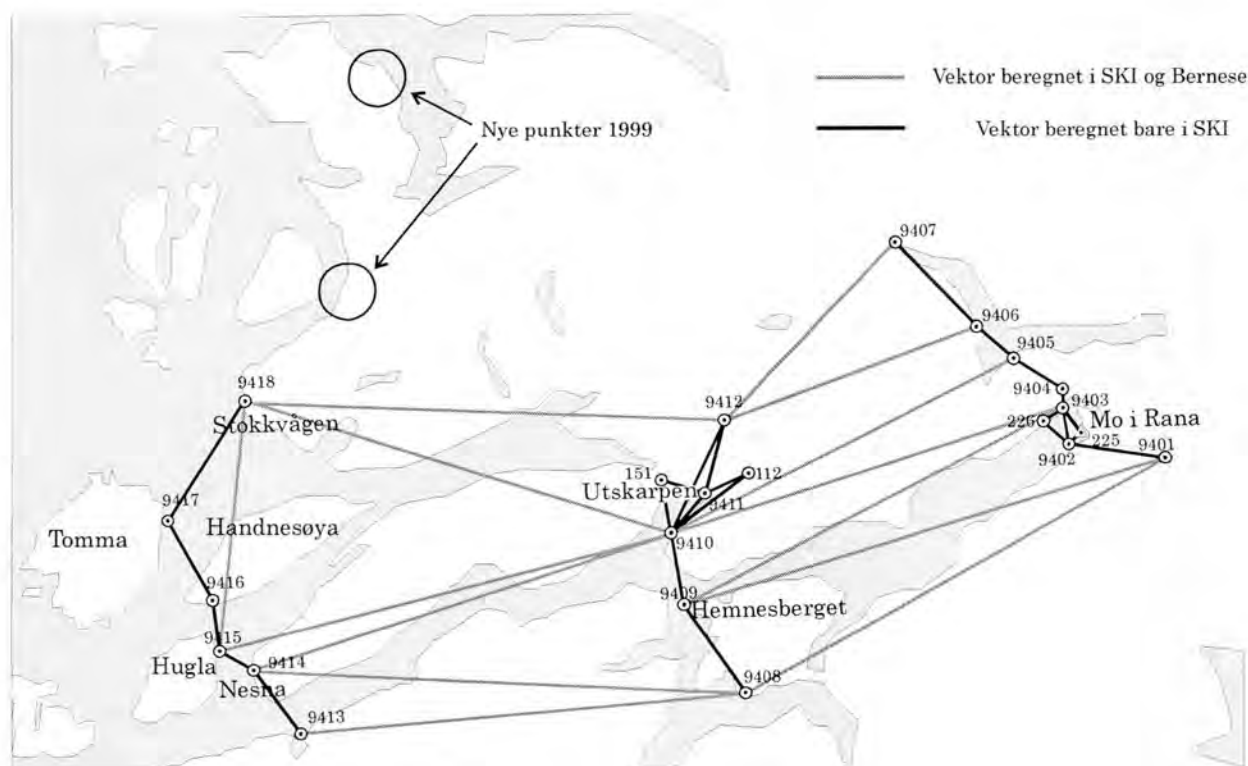 Vektor beregnet i SKI og Bernese
Vektor beregnet bare i SKI
Nye punkter 1999
9407
9406
9405
9404
9403
Mo i Rana
226
225
9401
9402
9418
Stokkvågen
9412
151
112
Utskarpen
9411
9417
Handnesøya
Tomma
9410
9416
9409
Hemnesberget
9415
Hugla
9414
Nesna
9408
9413